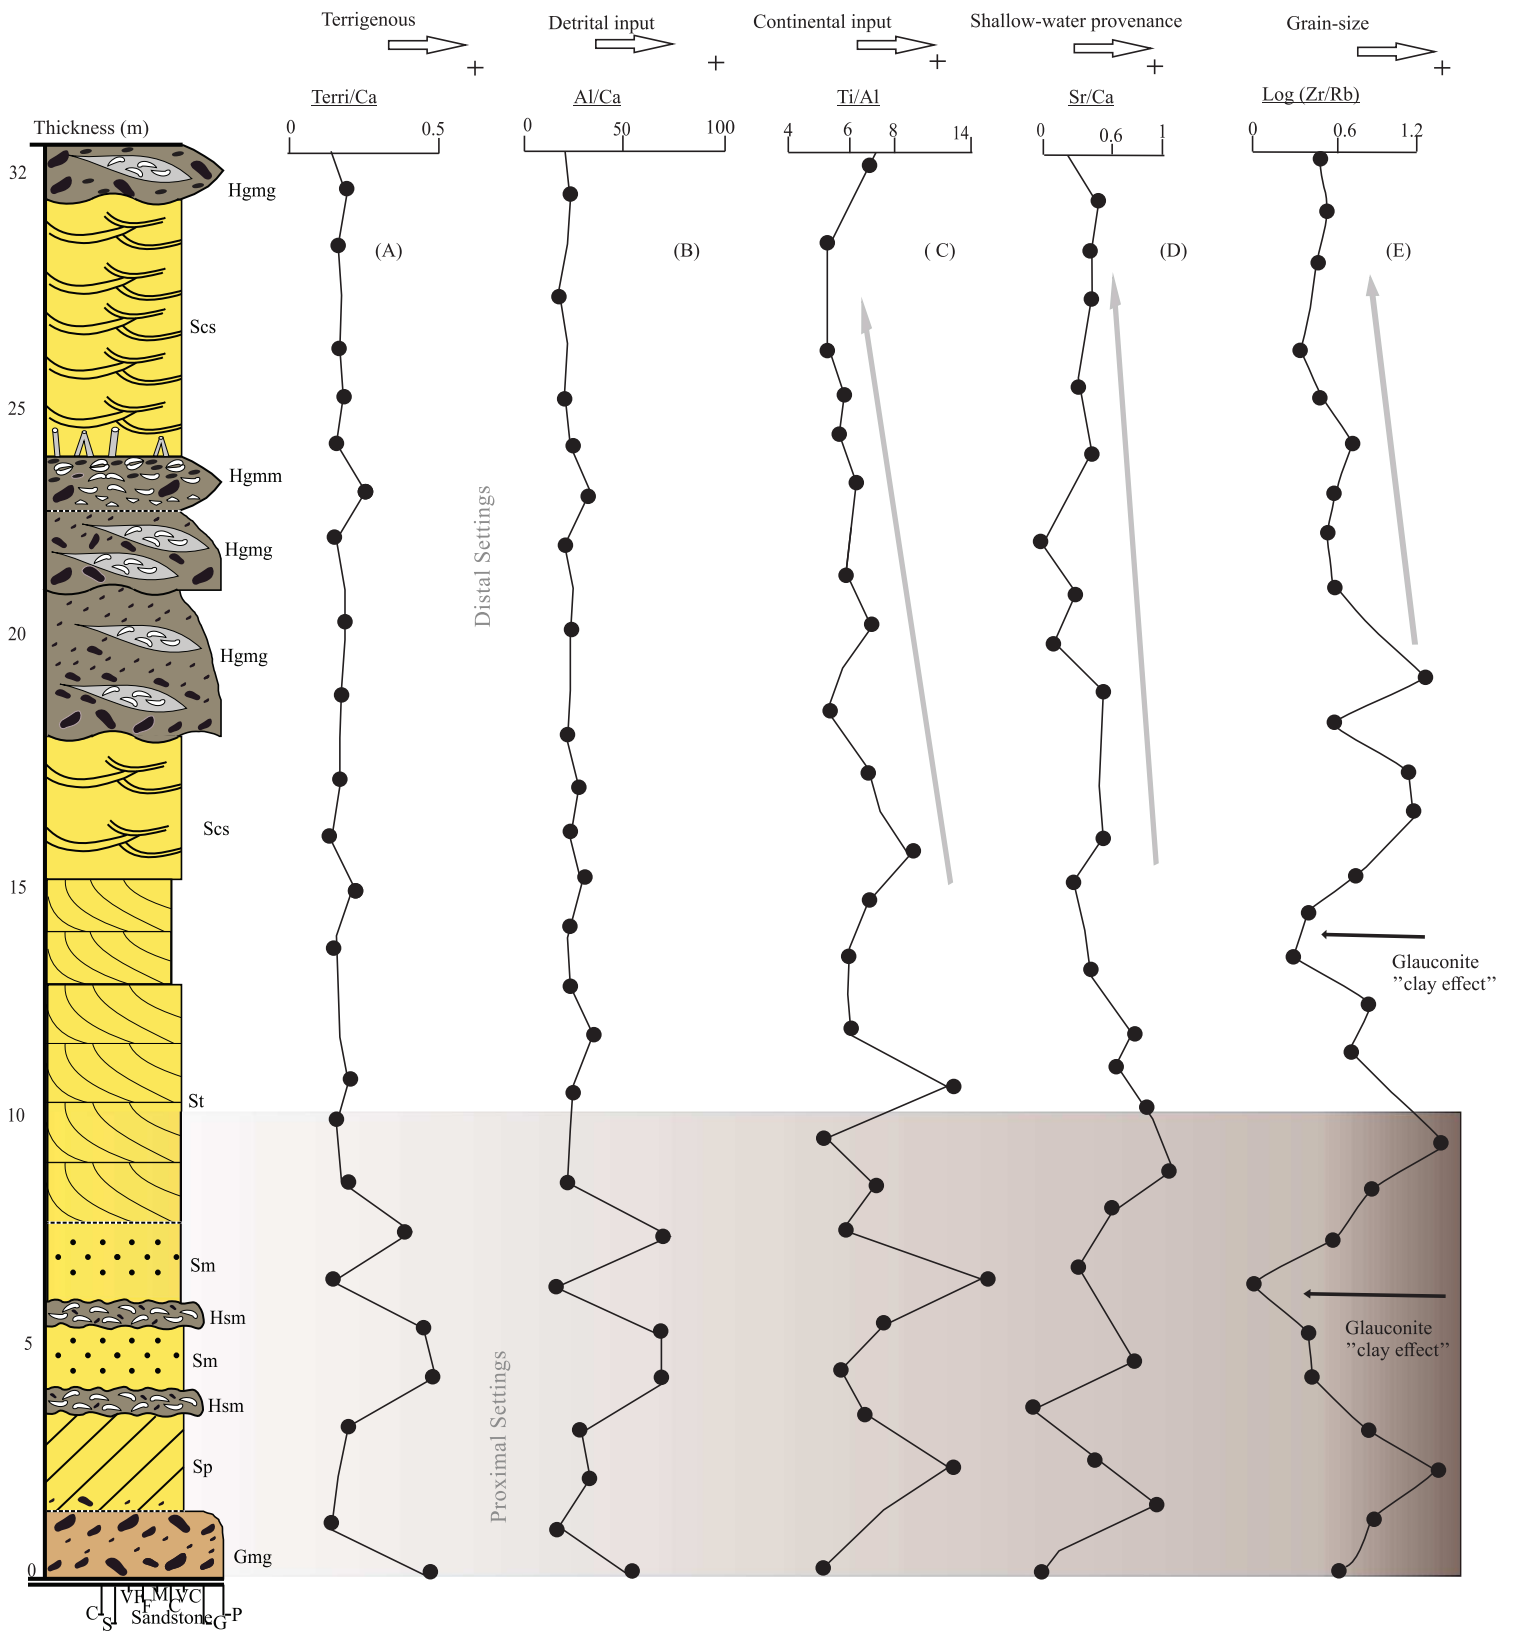 Terrigenous
Detrital input
Continental input
Shallow-water provenance
Grain-size
+
+
+
+
+
Terri/Ca
Al/Ca
Ti/Al
Sr/Ca
Log (Zr/Rb)
Thickness (m)
0 0.5
0 50 100
4 6 8 14
0 0.6 1
0 0.6 1.2
32
Hgmg
(A)
(B)
( C)
(D)
(E)
Scs
25
Hgmm
Distal Settings
Hgmg
20
Hgmg
Scs
15
Glauconite
”clay effect”
St
10
Sm
Hsm
5
Glauconite
”clay effect”
Sm
Hsm
Proximal Settings
Sp
Gmg
0
C
S
VF
F
M
C
VC
G
P
Sandstone